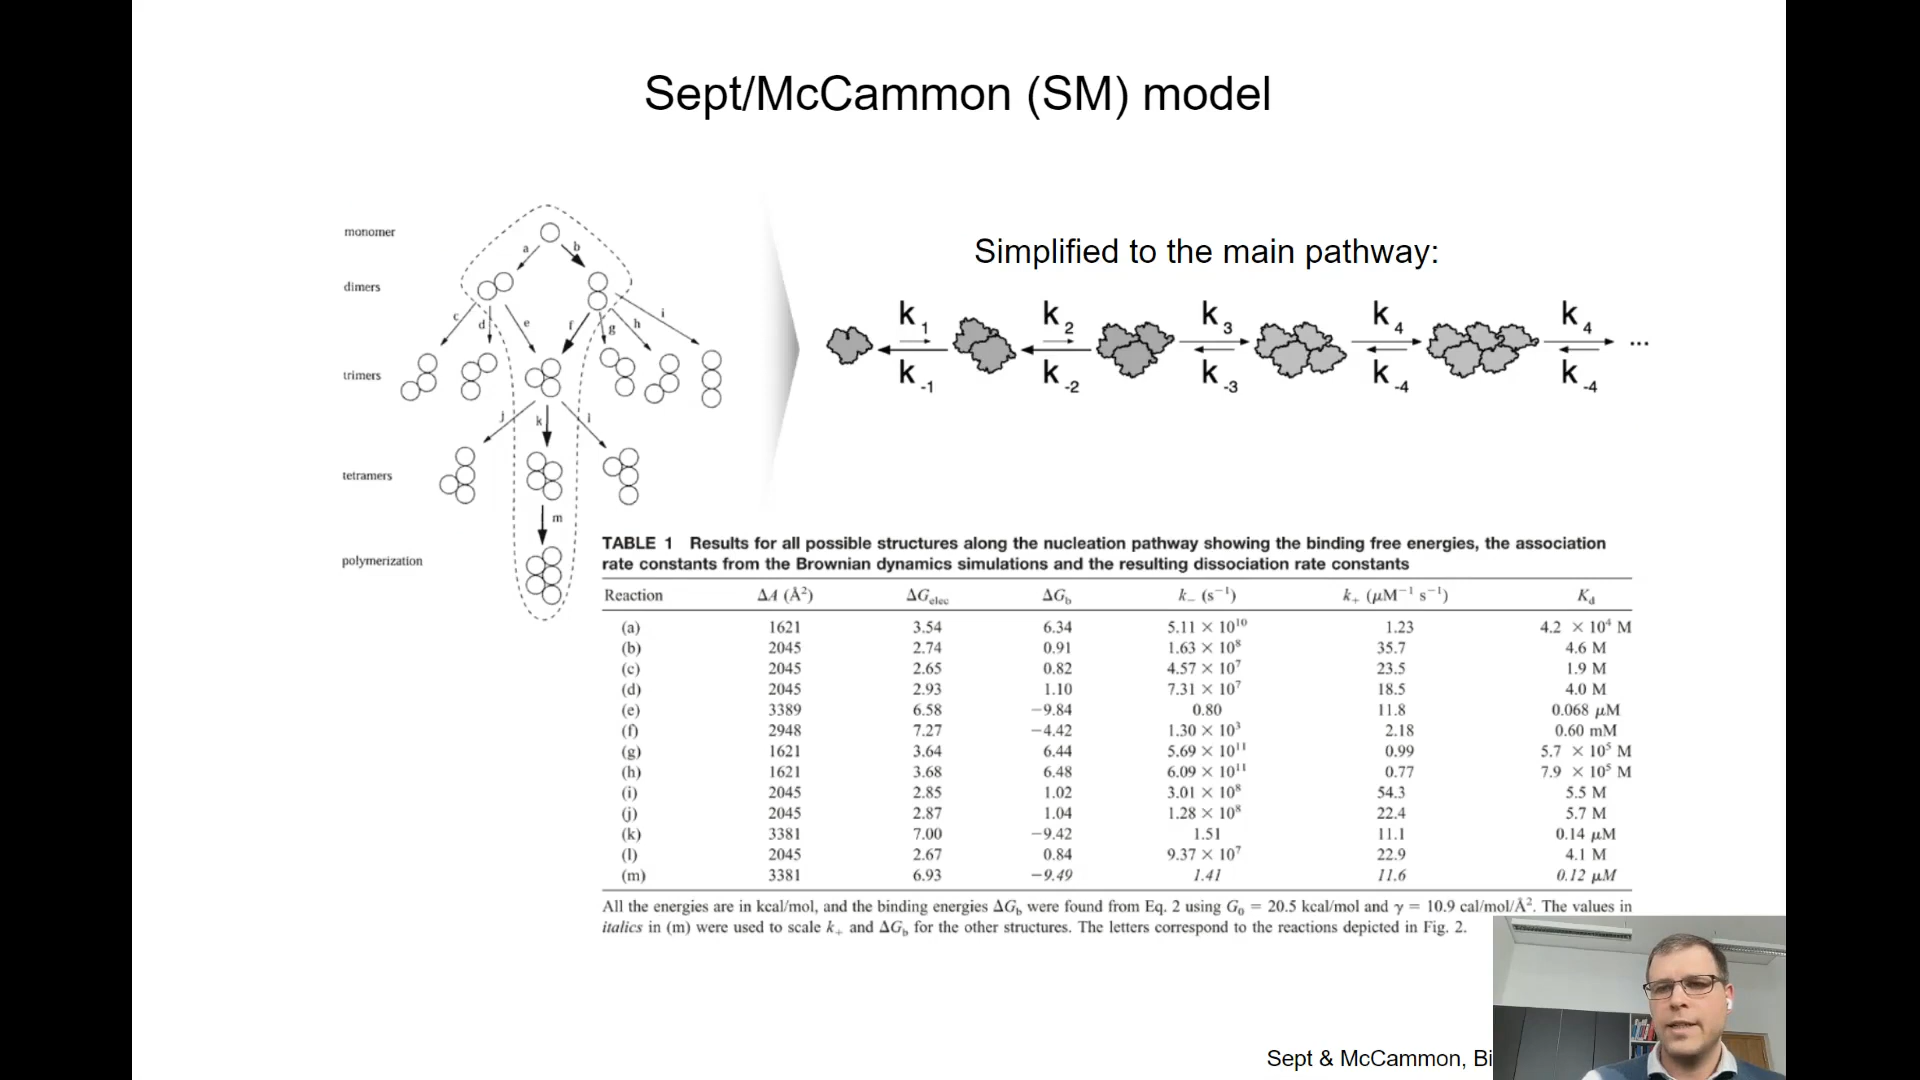 Sept/McCammon (SM) model
monomer
a
b
dimers
c
d
e
f
g
h
i
trimers
j
k
l
tetramers
m
polymerization
Simplified to the main pathway:
k1 k2 k3 k4 k4
...
k-1 k-2 k-3 k-4 k-4
TABLE 1 Results for all possible structures along the nucleation pathway showing the binding free energies, the association
rate constants from the Brownian dynamics simulations and the resulting dissociation rate constants
Reaction ΔA (Å²) ΔGelec ΔGb k− (s⁻¹) k+ (μM⁻¹ s⁻¹) Kd
(a) 1621 3.54 6.34 5.11 × 10¹⁰ 1.23 4.2 × 10⁴ M
(b) 2045 2.74 0.91 1.63 × 10⁸ 35.7 4.6 M
(c) 2045 2.65 0.82 4.57 × 10⁷ 23.5 1.9 M
(d) 2045 2.93 1.10 7.31 × 10⁷ 18.5 4.0 M
(e) 3389 6.58 −9.84 0.80 11.8 0.068 μM
(f) 2948 7.27 −4.42 1.30 × 10³ 2.18 0.60 mM
(g) 1621 3.64 6.44 5.69 × 10¹¹ 0.99 5.7 × 10⁵ M
(h) 1621 3.68 6.48 6.09 × 10¹¹ 0.77 7.9 × 10⁵ M
(i) 2045 2.85 1.02 3.01 × 10⁸ 54.3 5.5 M
(j) 2045 2.87 1.04 1.28 × 10⁸ 22.4 5.7 M
(k) 3381 7.00 −9.42 1.51 11.1 0.14 μM
(l) 2045 2.67 0.84 9.37 × 10⁷ 22.9 4.1 M
(m) 3381 6.93 −9.49 1.41 11.6 0.12 μM
All the energies are in kcal/mol, and the binding energies ΔGb were found from Eq. 2 using G0 = 20.5 kcal/mol and γ = 10.9 cal/mol/Å². The values in
italics in (m) were used to scale k+ and ΔGb for the other structures. The letters correspond to the reactions depicted in Fig. 2.
Sept & McCammon, Bi